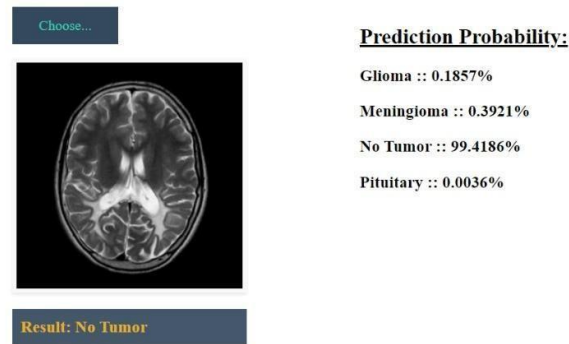 Choose...
Prediction Probability:
Glioma :: 0.1857%
Meningioma :: 0.3921%
No Tumor :: 99.4186%
Pituitary :: 0.0036%
Result: No Tumor